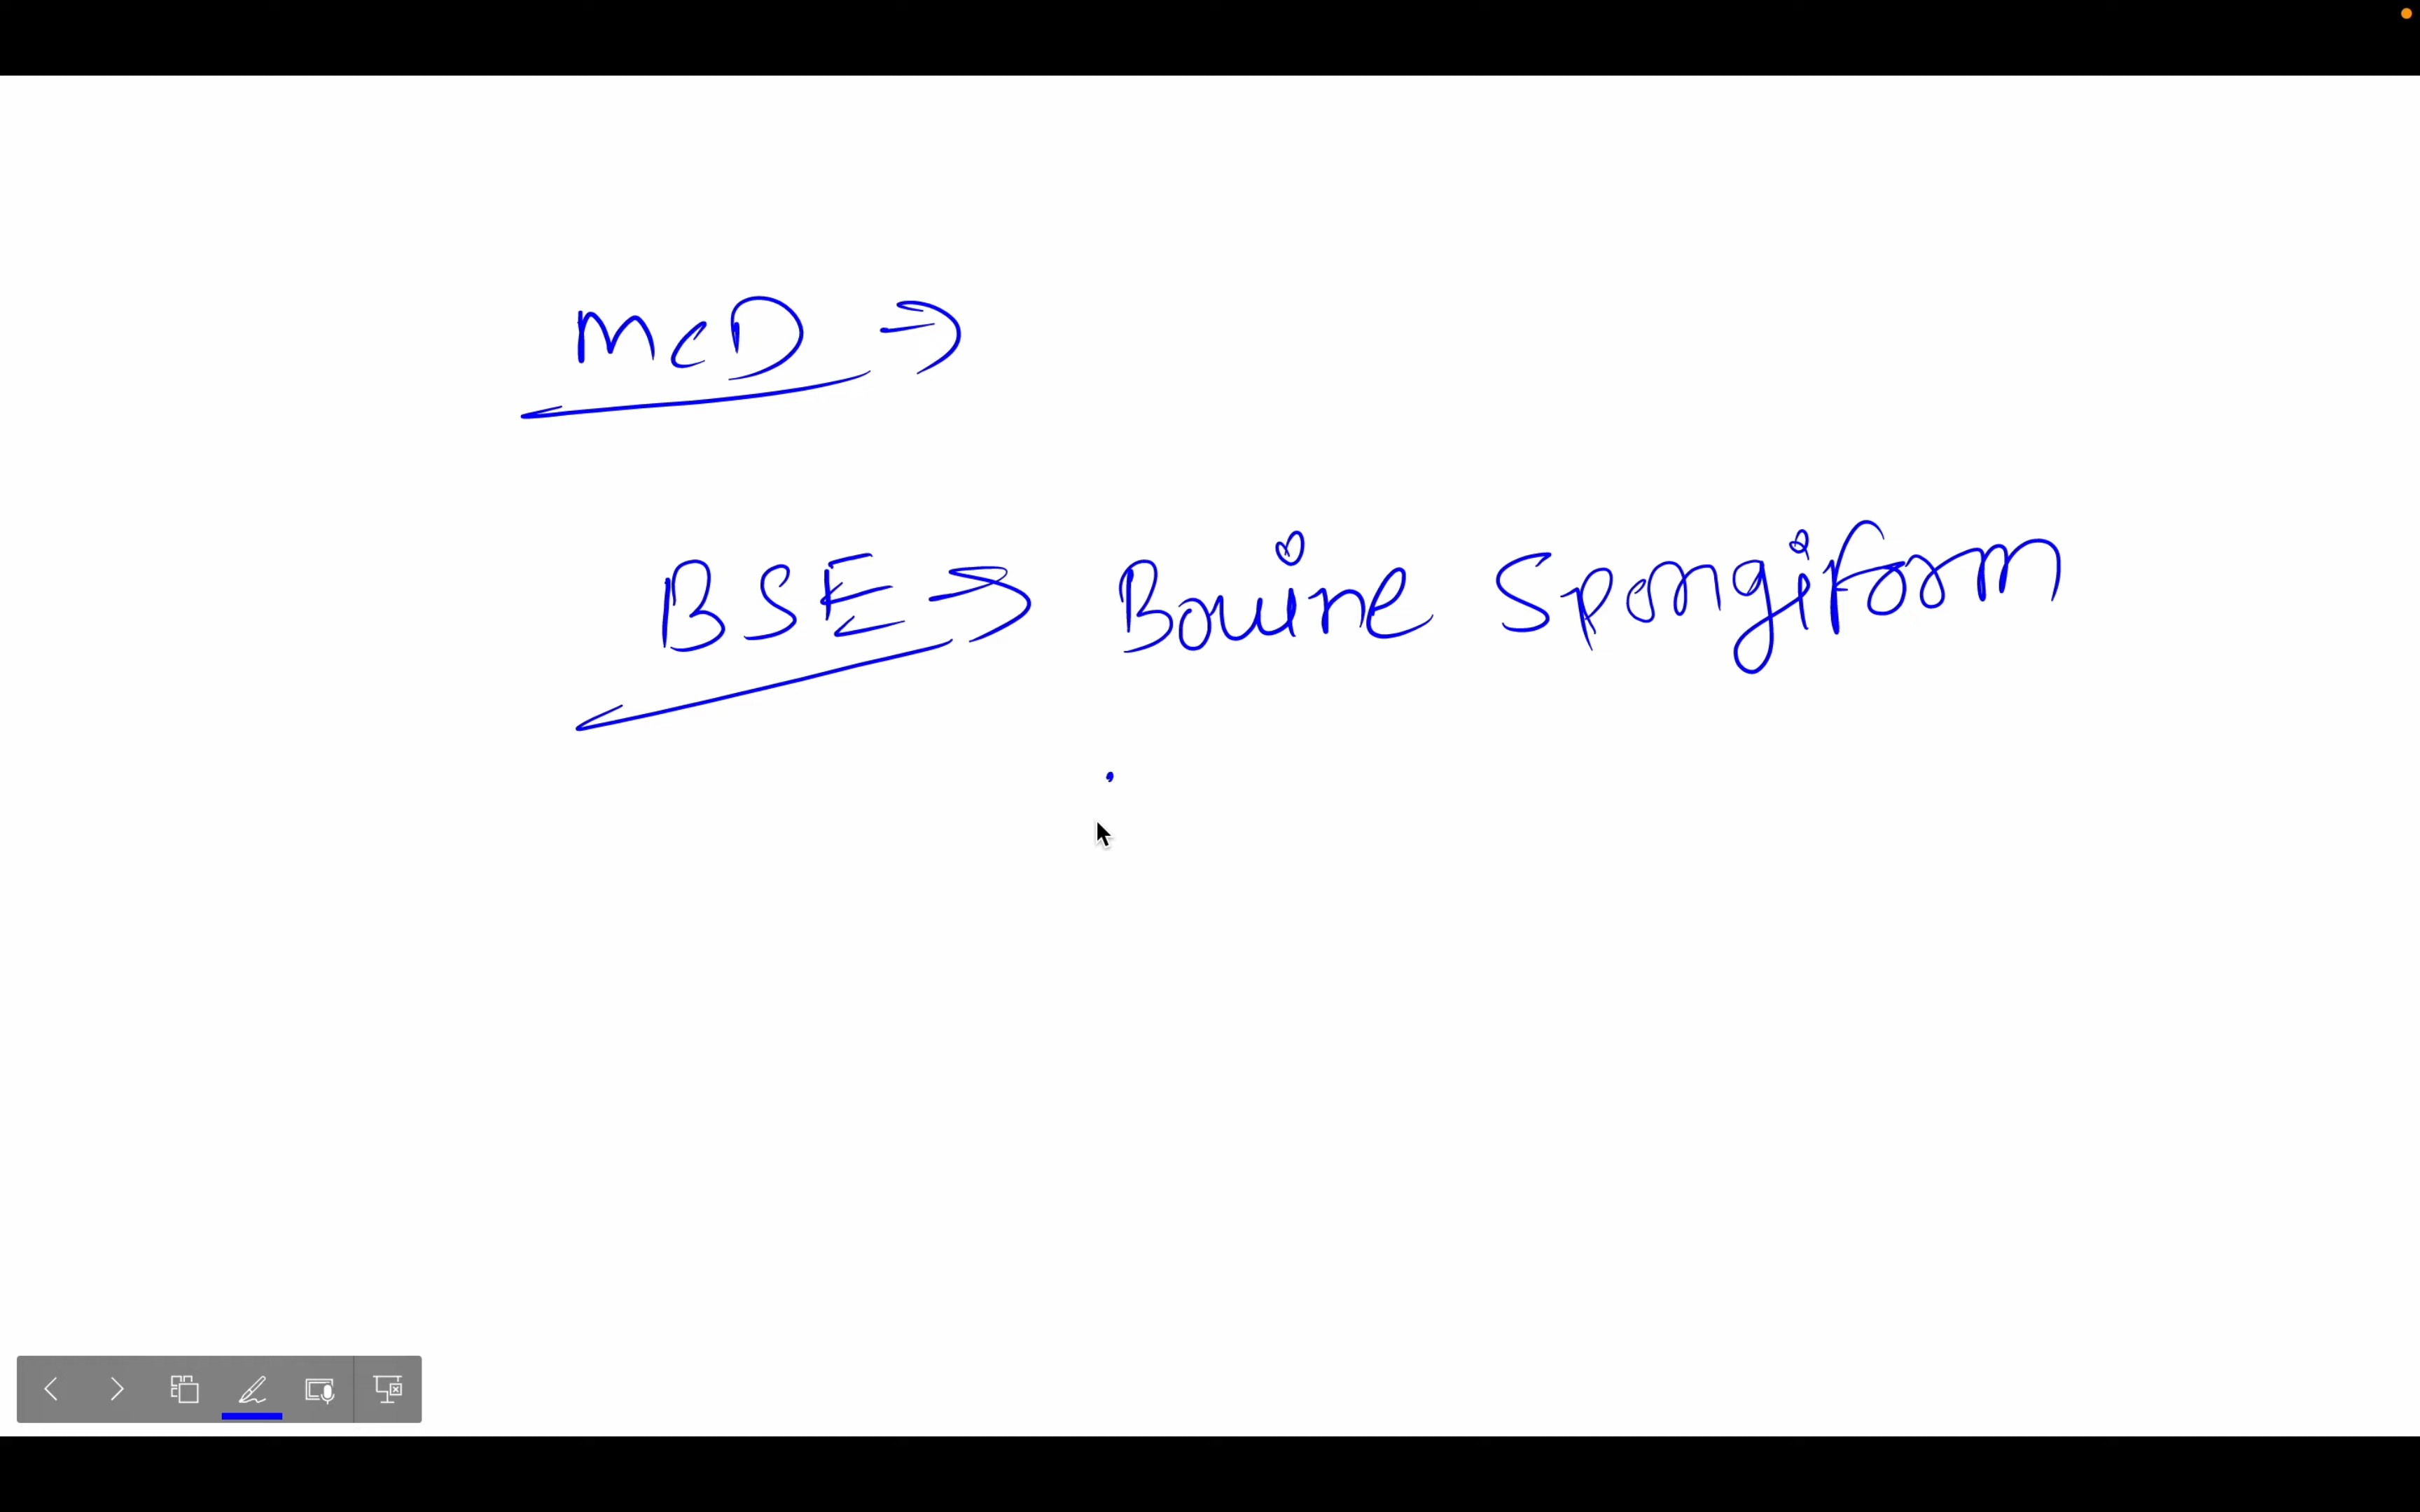 McD →
BSE → Bovine Spongiform